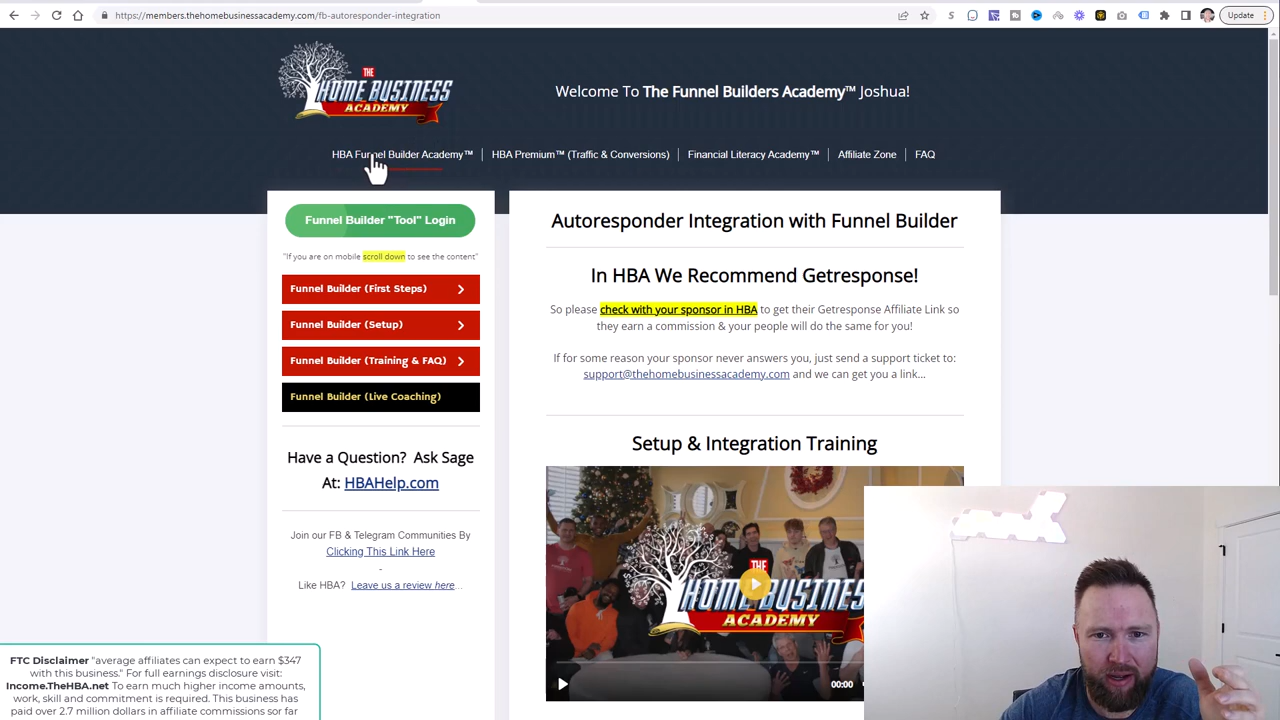 https://members.thehomebusinessacademy.com/fb-autoresponder-integration
Update
THE
HOME BUSINESS
ACADEMY
Welcome To The Funnel Builders Academy™ Joshua!
HBA Funnel Builder Academy™
HBA Premium™ (Traffic & Conversions)
Financial Literacy Academy™
Affiliate Zone
FAQ
Funnel Builder "Tool" Login
"If you are on mobile scroll down to see the content"
Funnel Builder (First Steps)
Funnel Builder (Setup)
Funnel Builder (Training & FAQ)
Funnel Builder (Live Coaching)
Have a Question? Ask Sage
At: HBAHelp.com
Join our FB & Telegram Communities By
Clicking This Link Here
-
Like HBA? Leave us a review here...
Autoresponder Integration with Funnel Builder
In HBA We Recommend Getresponse!
So please check with your sponsor in HBA to get their Getresponse Affiliate Link so
they earn a commission & your people will do the same for you!
If for some reason your sponsor never answers you, just send a support ticket to:
support@thehomebusinessacademy.com and we can get you a link...
Setup & Integration Training
THE
HOME BUSINESS
ACADEMY
00:00
FTC Disclaimer "average affiliates can expect to earn $347
with this business." For full earnings disclosure visit:
Income.TheHBA.net To earn much higher income amounts,
work, skill and commitment is required. This business has
paid over 2.7 million dollars in affiliate commissions sor far